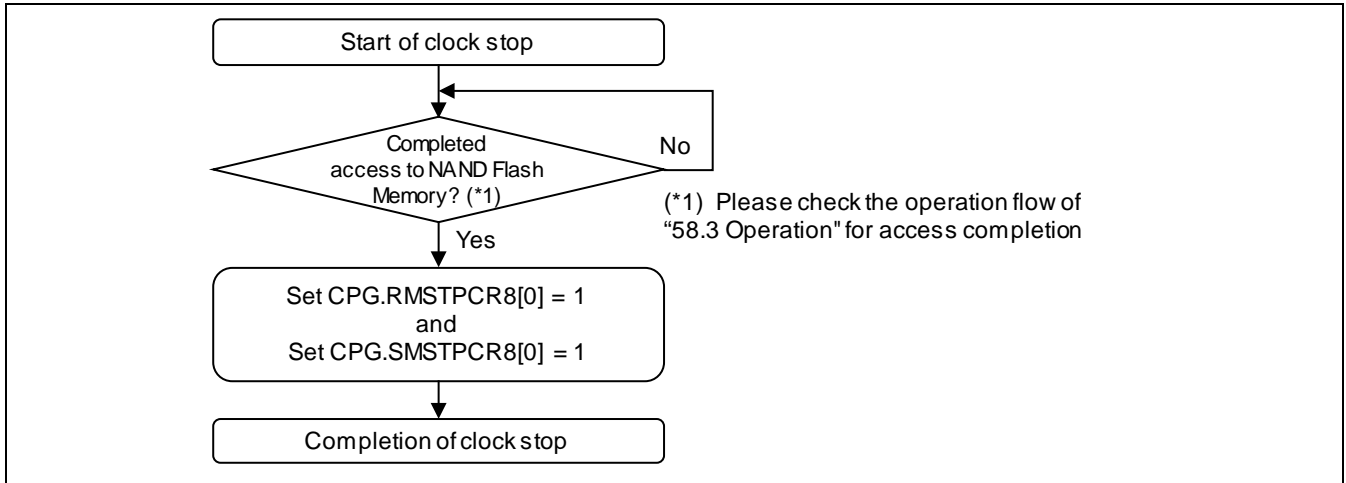 Start of clock stop
Completed
access to NAND Flash
Memory? (*1)
No
(*1) Please check the operation flow of
“58.3 Operation" for access completion
Yes
Set CPG.RMSTPCR8[0] = 1
and
Set CPG.SMSTPCR8[0] = 1
Completion of clock stop